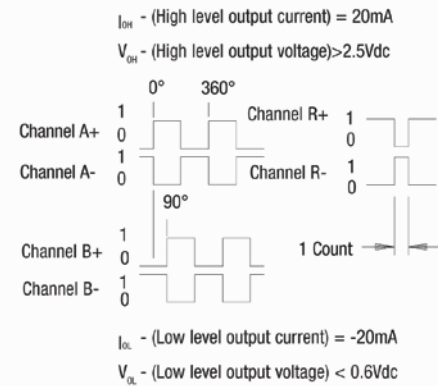 I_OH - (High level output current) = 20mA
V_OH - (High level output voltage)>2.5Vdc
0° 360°
Channel A+ 1 0
Channel A- 1 0
Channel R+ 1 0
Channel R- 1 0
90°
Channel B+ 1 0
Channel B- 1 0
1 Count
I_OL - (Low level output current) = -20mA
V_OL - (Low level output voltage) < 0.6Vdc